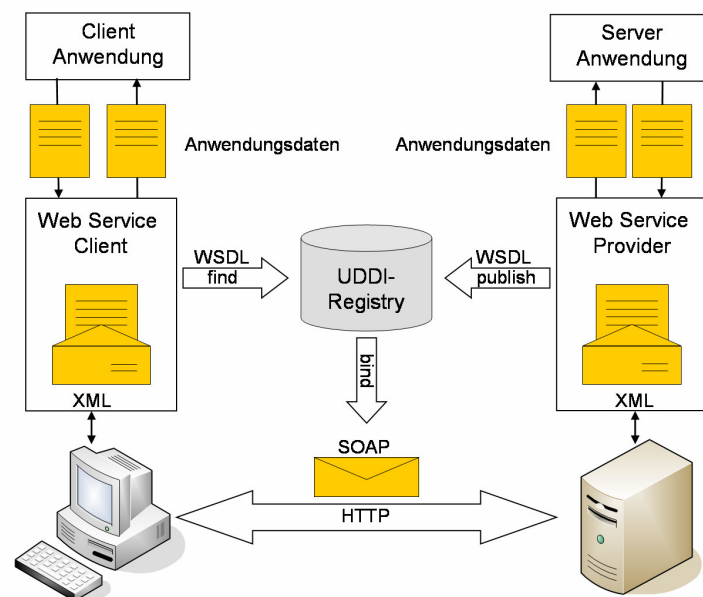 Client
Anwendung
Server
Anwendung
Anwendungsdaten
Anwendungsdaten
Web Service
Client
WSDL
find
UDDI-
Registry
WSDL
publish
Web Service
Provider
XML
bind
XML
SOAP
HTTP